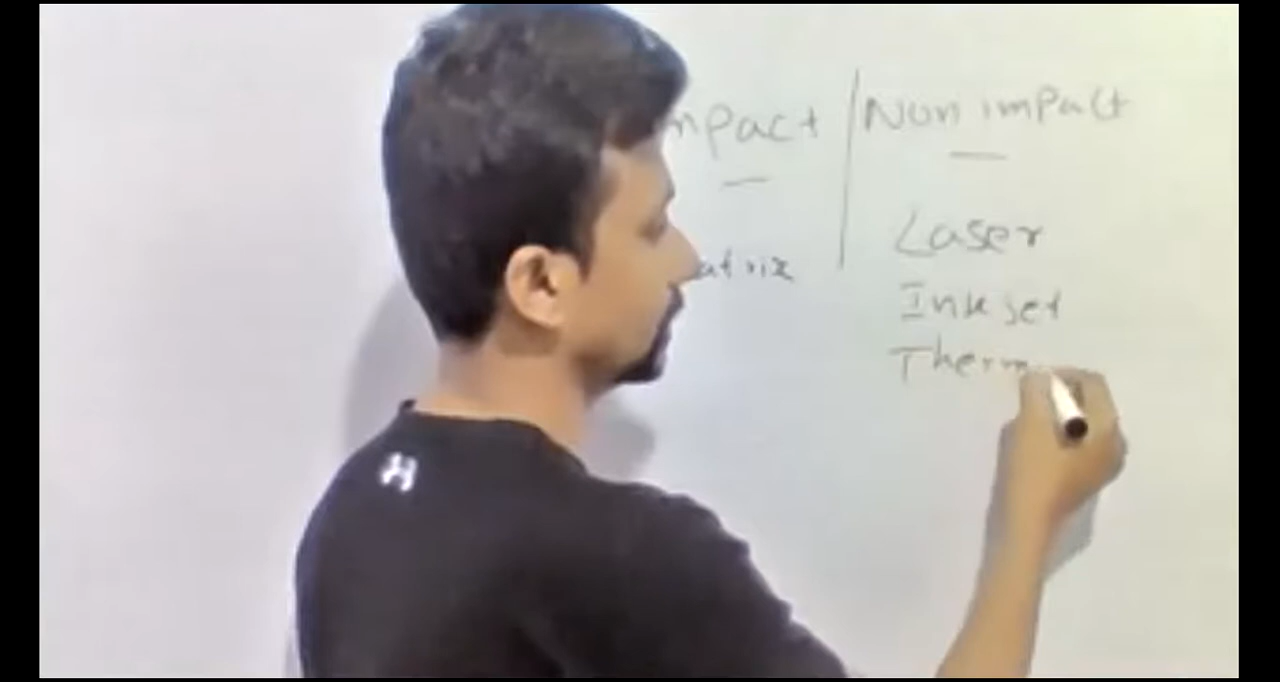 mpact | Non impact
atrix
Laser
Inkjet
Therm
H